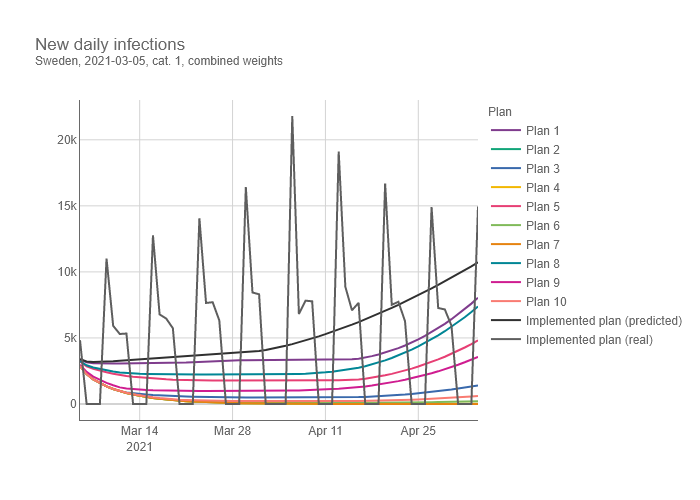 New daily infections
Sweden, 2021-03-05, cat. 1, combined weights
20k
15k
10k
5k
0
Mar 14
2021
Mar 28
Apr 11
Apr 25
Plan
Plan 1
Plan 2
Plan 3
Plan 4
Plan 5
Plan 6
Plan 7
Plan 8
Plan 9
Plan 10
Implemented plan (predicted)
Implemented plan (real)